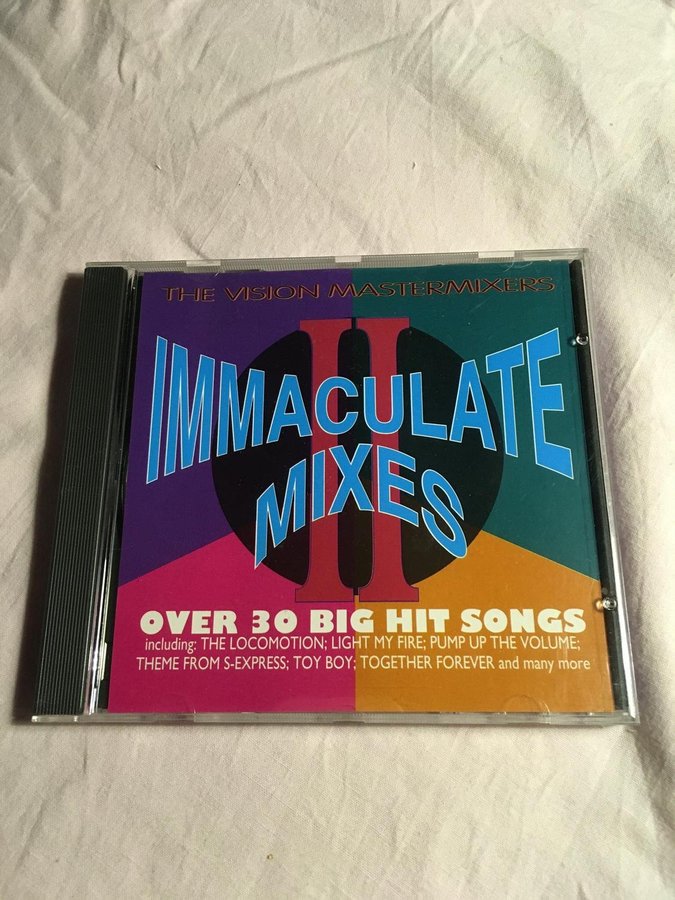 THE VISION MASTERMIXERS
II
IMMACULATE
MIXES
OVER 30 BIG HIT SONGS
including: THE LOCOMOTION; LIGHT MY FIRE; PUMP UP THE VOLUME;
THEME FROM S-EXPRESS; TOY BOY; TOGETHER FOREVER and many more